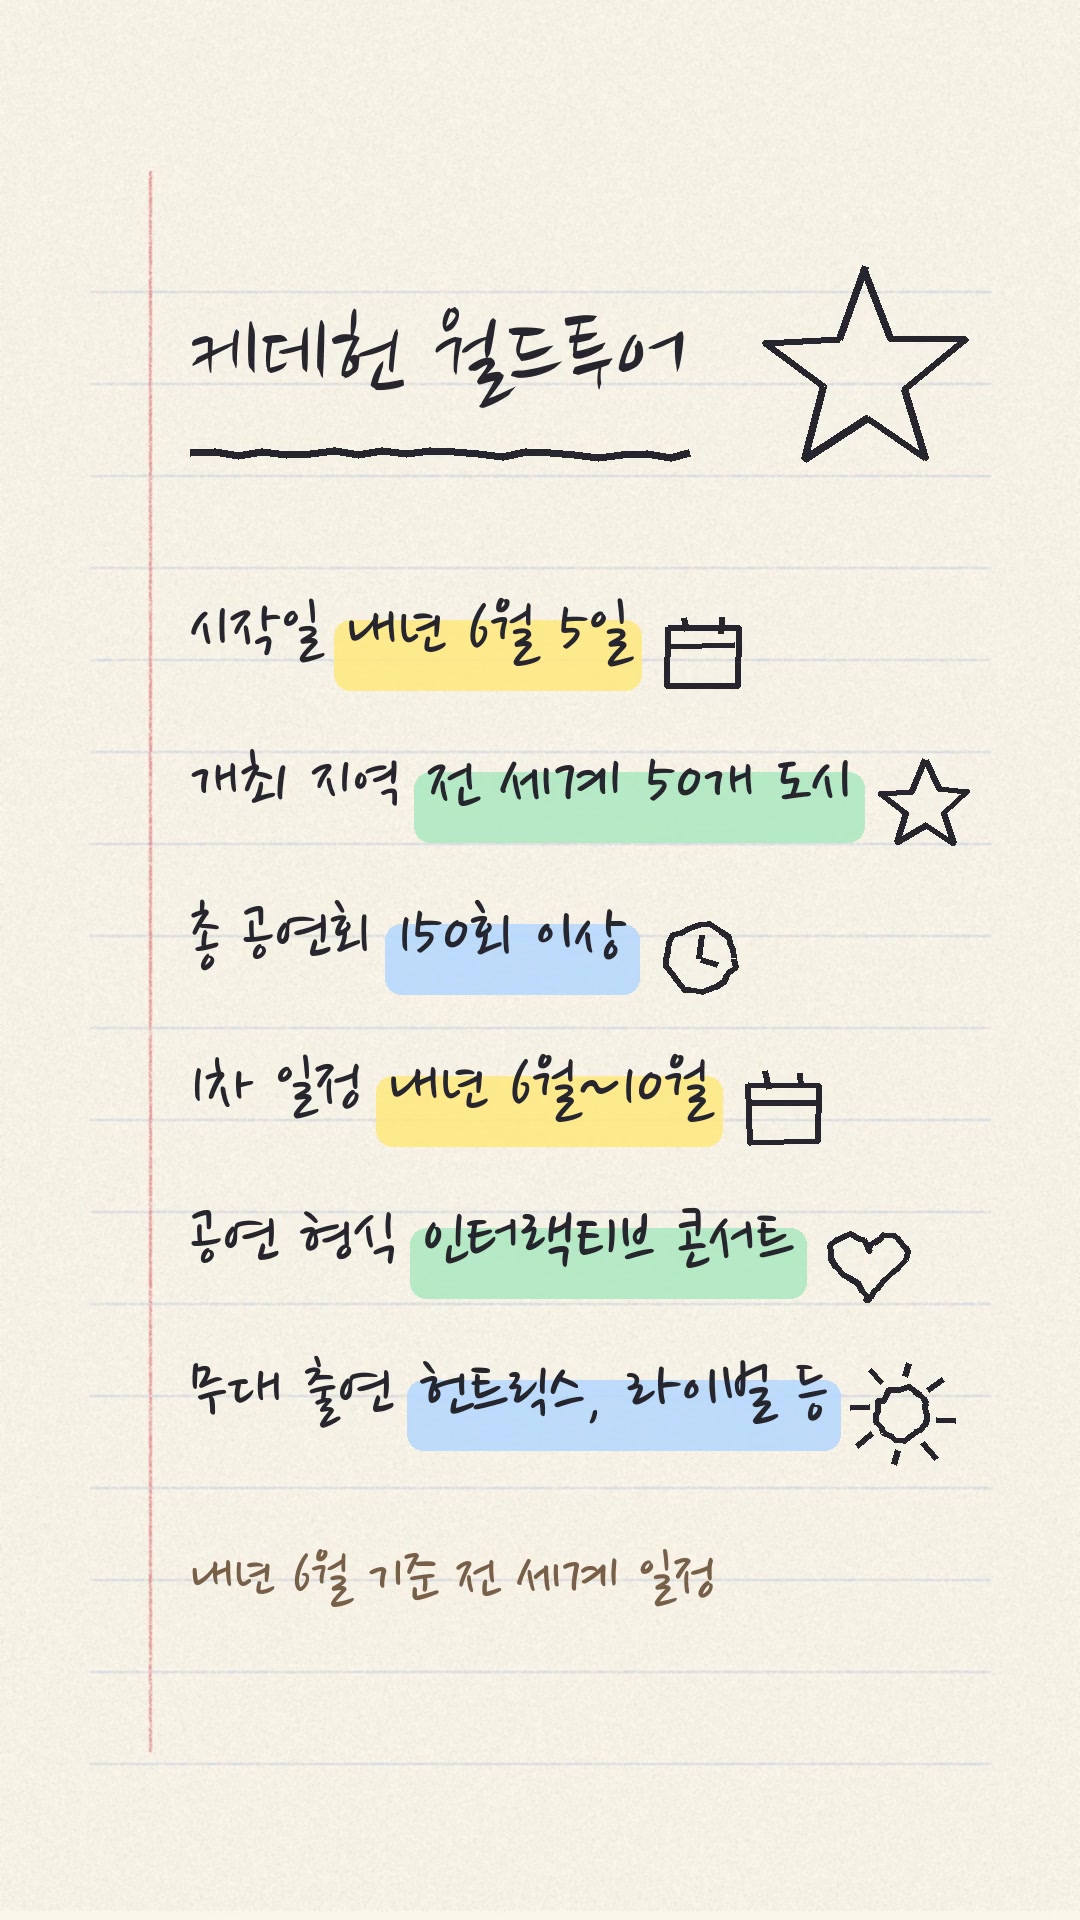 케데헌 월드투어
시작일 내년 6월 5일
개최 지역 전 세계 50개 도시
총 공연회 150회 이상
1차 일정 내년 6월~10월
공연 형식 인터랙티브 콘서트
무대 출연 헌트릭스, 라이벌 등
내년 6월 기준 전 세계 일정